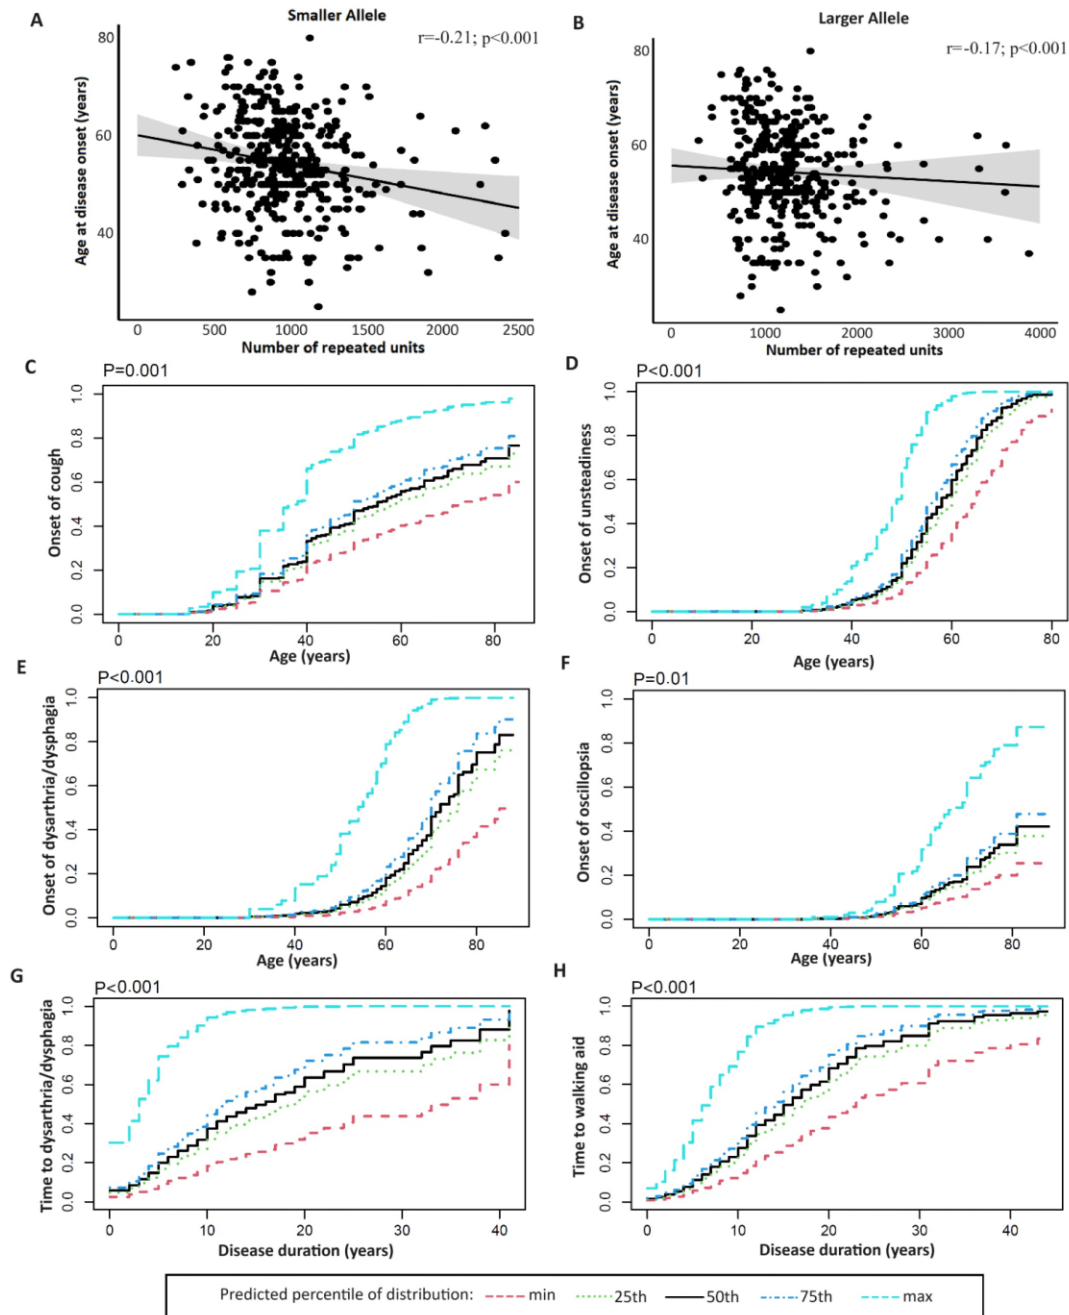 A
Smaller Allele
r=-0.21; p<0.001
Age at disease onset (years)
80
60
40
0 500 1000 1500 2000 2500
Number of repeated units
B
Larger Allele
r=-0.17; p<0.001
Age at disease onset (years)
80
60
40
0 1000 2000 3000 4000
Number of repeated units
C
P=0.001
Onset of cough
1.0
0.8
0.6
0.4
0.2
0.0
0 20 40 60 80
Age (years)
D
P<0.001
Onset of unsteadiness
1.0
0.8
0.6
0.4
0.2
0.0
0 20 40 60 80
Age (years)
E
P<0.001
Onset of dysarthria/dysphagia
1.0
0.8
0.6
0.4
0.2
0.0
0 20 40 60 80
Age (years)
F
P=0.01
Onset of oscillopsia
1.0
0.8
0.6
0.4
0.2
0.0
0 20 40 60 80
Age (years)
G
P<0.001
Time to dysarthria/dysphagia
1.0
0.8
0.6
0.4
0.2
0.0
0 10 20 30 40
Disease duration (years)
H
P<0.001
Time to walking aid
1.0
0.8
0.6
0.4
0.2
0.0
0 10 20 30 40
Disease duration (years)
Predicted percentile of distribution: min 25th 50th 75th max